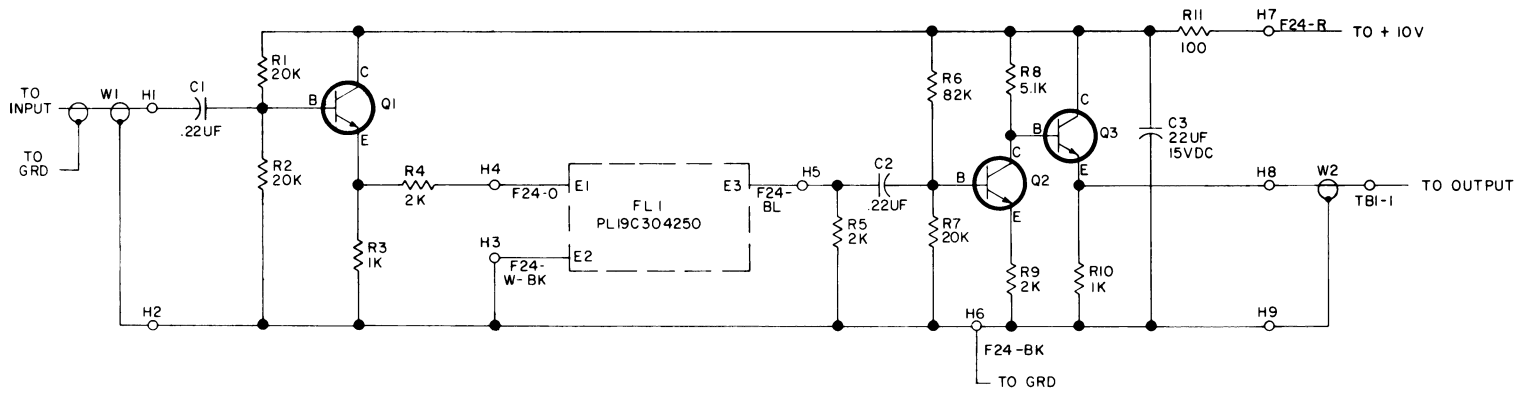 R11
100
H7
F24-R
TO + 10V
R1
20K
C
B
Q1
E
TO
INPUT
W1
H1
C1
.22UF
TO
GRD
R2
20K
R4
2K
H4
F24-O
E1
FL1
PL19C304250
E3
E2
H5
F24-
BL
H3
F24-
W-BK
R3
1K
H2
R5
2K
C2
.22UF
R6
82K
R7
20K
R8
5.1K
B
C
Q2
E
B
C
Q3
E
C3
22UF
15VDC
R9
2K
R10
1K
H8
W2
TB1-1
TO OUTPUT
H6
F24-BK
TO GRD
H9